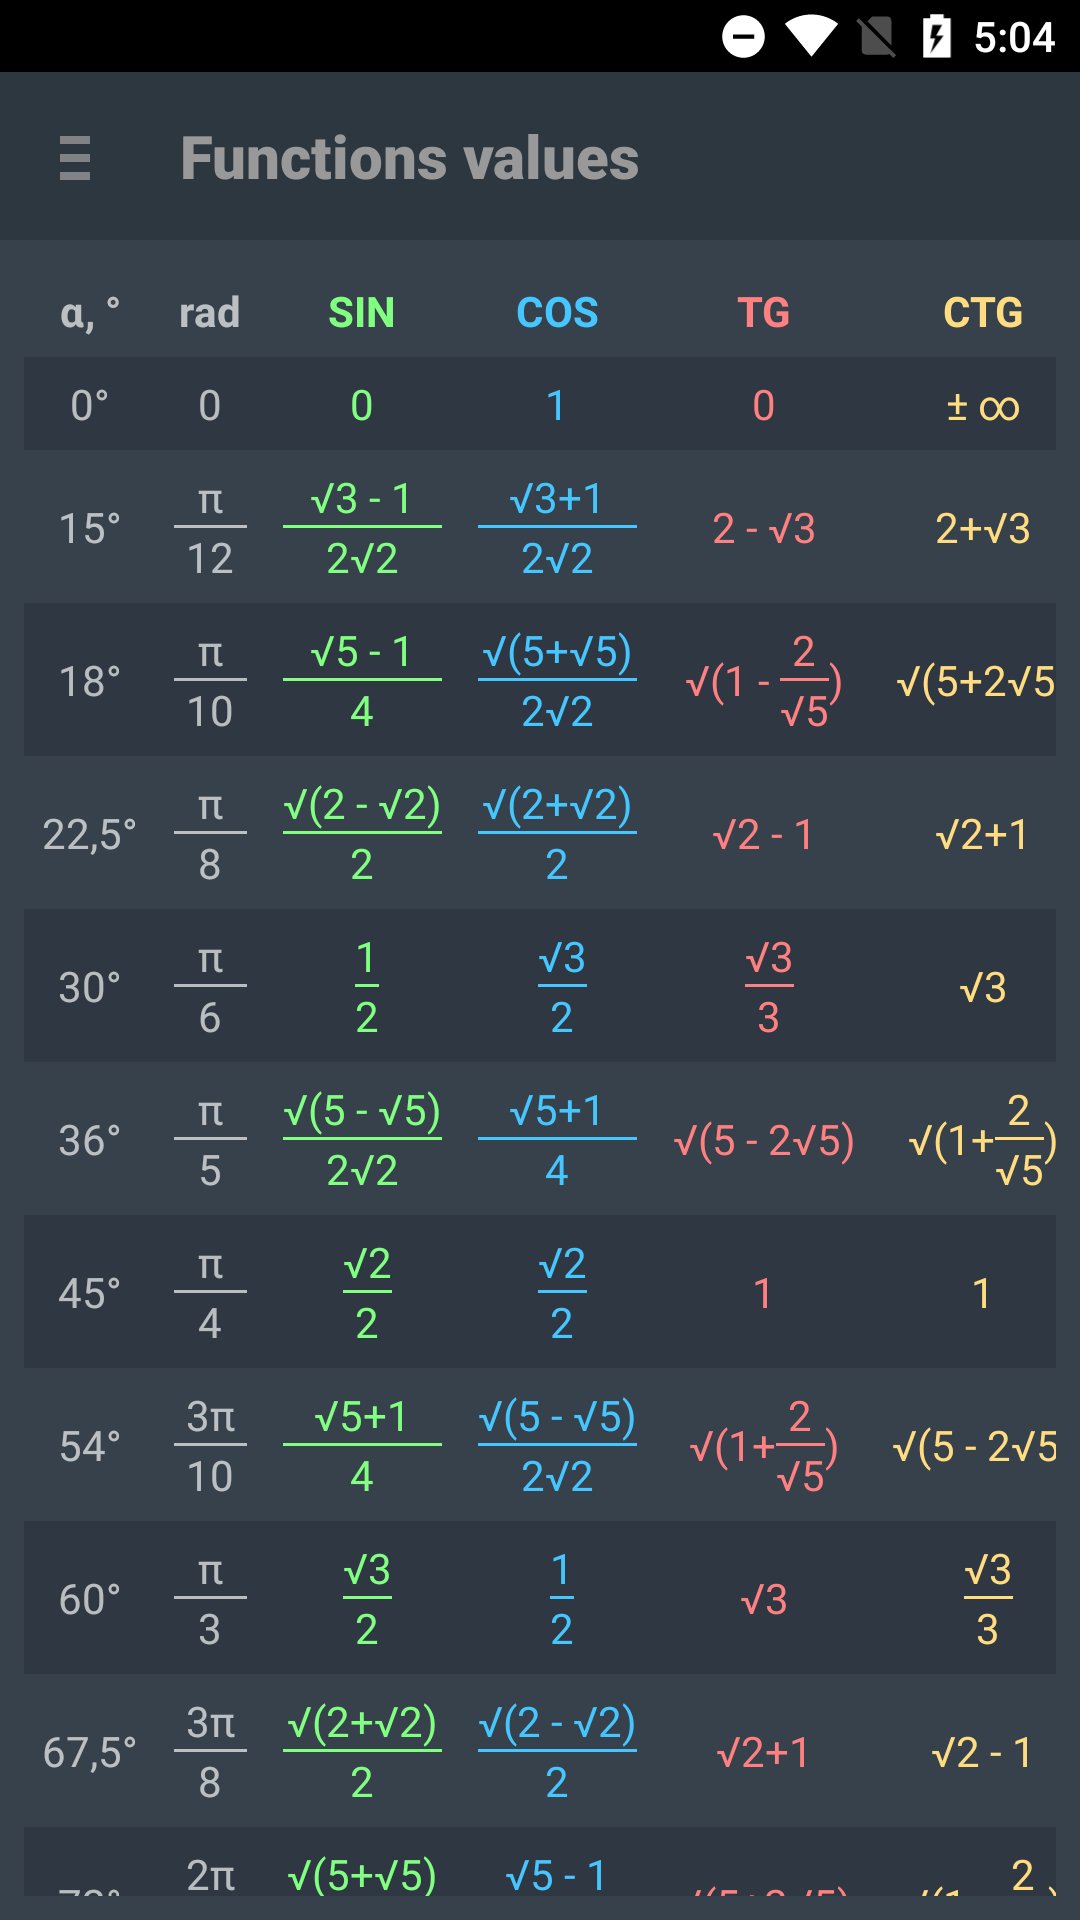 5:04
Functions values
α, ° rad SIN COS TG CTG
0° 0 0 1 0 ± ∞
15° π/12 (√3 - 1)/(2√2) (√3+1)/(2√2) 2 - √3 2+√3
18° π/10 (√5 - 1)/4 √(5+√5)/(2√2) √(1 - 2/√5) √(5+2√5
22,5° π/8 √(2 - √2)/2 √(2+√2)/2 √2 - 1 √2+1
30° π/6 1/2 √3/2 √3/3 √3
36° π/5 √(5 - √5)/(2√2) (√5+1)/4 √(5 - 2√5) √(1+2/√5)
45° π/4 √2/2 √2/2 1 1
54° 3π/10 (√5+1)/4 √(5 - √5)/(2√2) √(1+2/√5) √(5 - 2√5
60° π/3 √3/2 1/2 √3 √3/3
67,5° 3π/8 √(2+√2)/2 √(2 - √2)/2 √2+1 √2 - 1
2π √(5+√5) √5 - 1 2